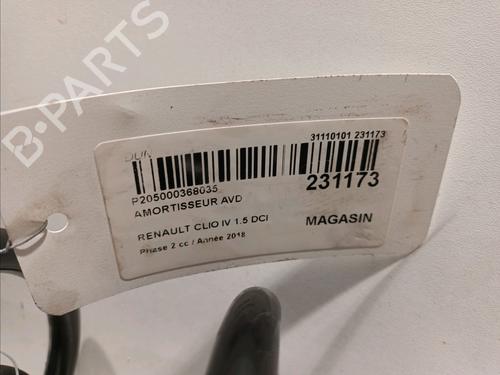 B-PARTS
DUK
31110101 231173
P205000368035
231173
AMORTISSEUR AVD
RENAULT CLIO IV 1.5 DCI
MAGASIN
Phase 2 cc / Année 2018